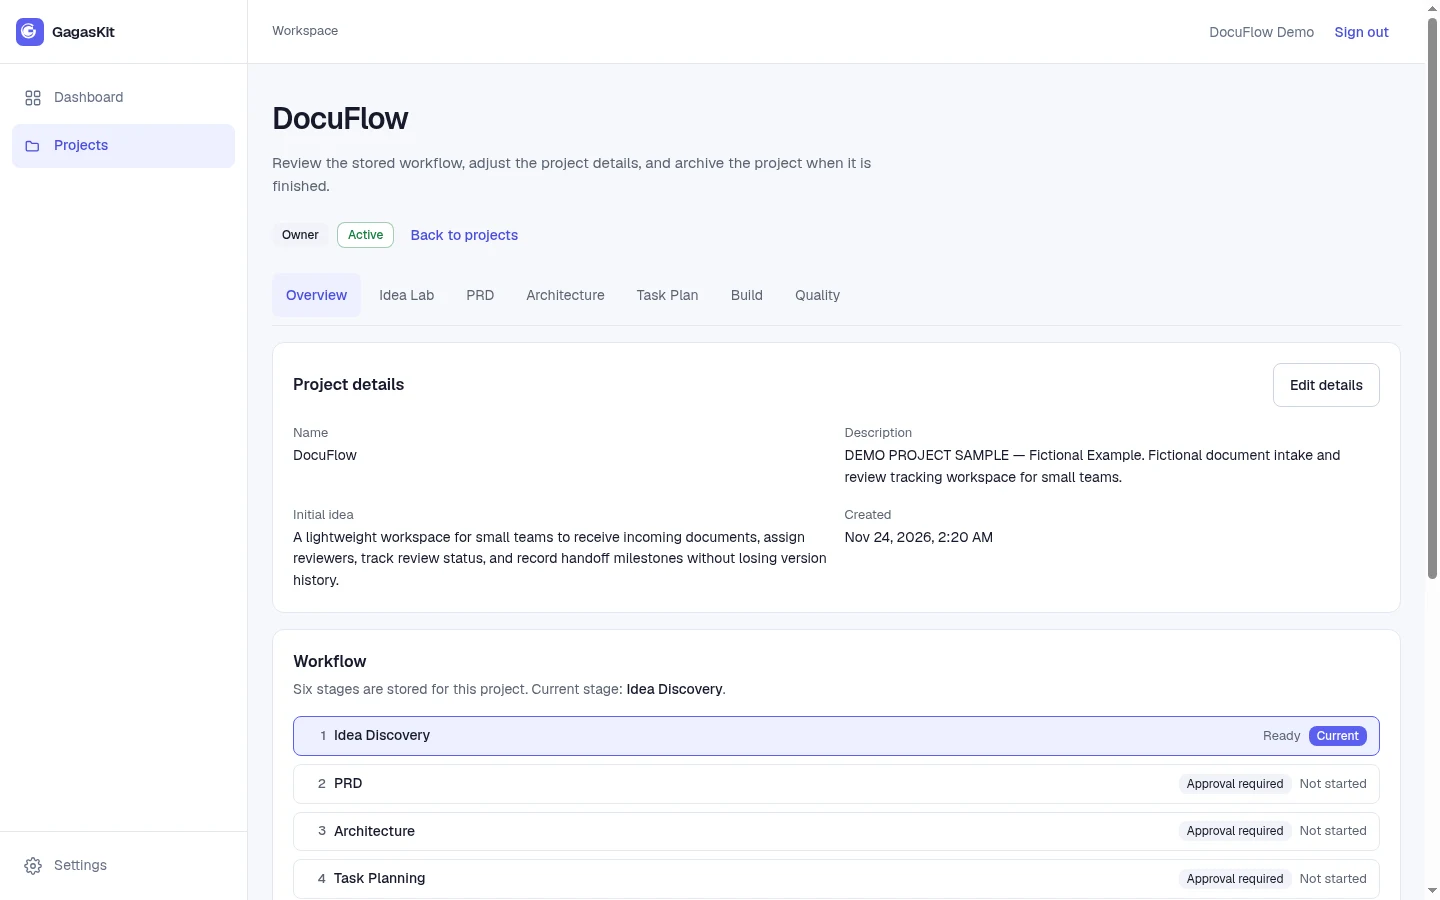 GagasKit
Workspace
DocuFlow Demo
Sign out
Dashboard
Projects
Settings
DocuFlow
Review the stored workflow, adjust the project details, and archive the project when it is
finished.
Owner
Active
Back to projects
Overview
Idea Lab
PRD
Architecture
Task Plan
Build
Quality
Project details
Edit details
Name
DocuFlow
Description
DEMO PROJECT SAMPLE — Fictional Example. Fictional document intake and
review tracking workspace for small teams.
Initial idea
A lightweight workspace for small teams to receive incoming documents, assign
reviewers, track review status, and record handoff milestones without losing version
history.
Created
Nov 24, 2026, 2:20 AM
Workflow
Six stages are stored for this project. Current stage: Idea Discovery.
1 Idea Discovery Ready Current
2 PRD Approval required Not started
3 Architecture Approval required Not started
4 Task Planning Approval required Not started